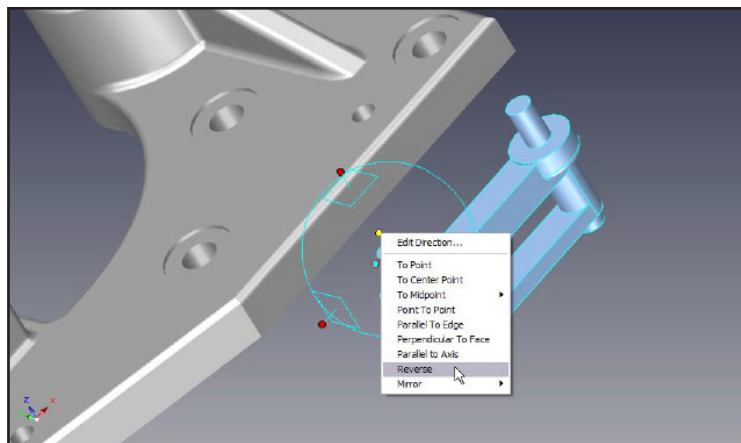 Edit Direction...
To Point
To Center Point
To Midpoint
Point To Point
Parallel To Edge
Perpendicular To Face
Parallel to Axis
Reverse
Mirror
Z
X